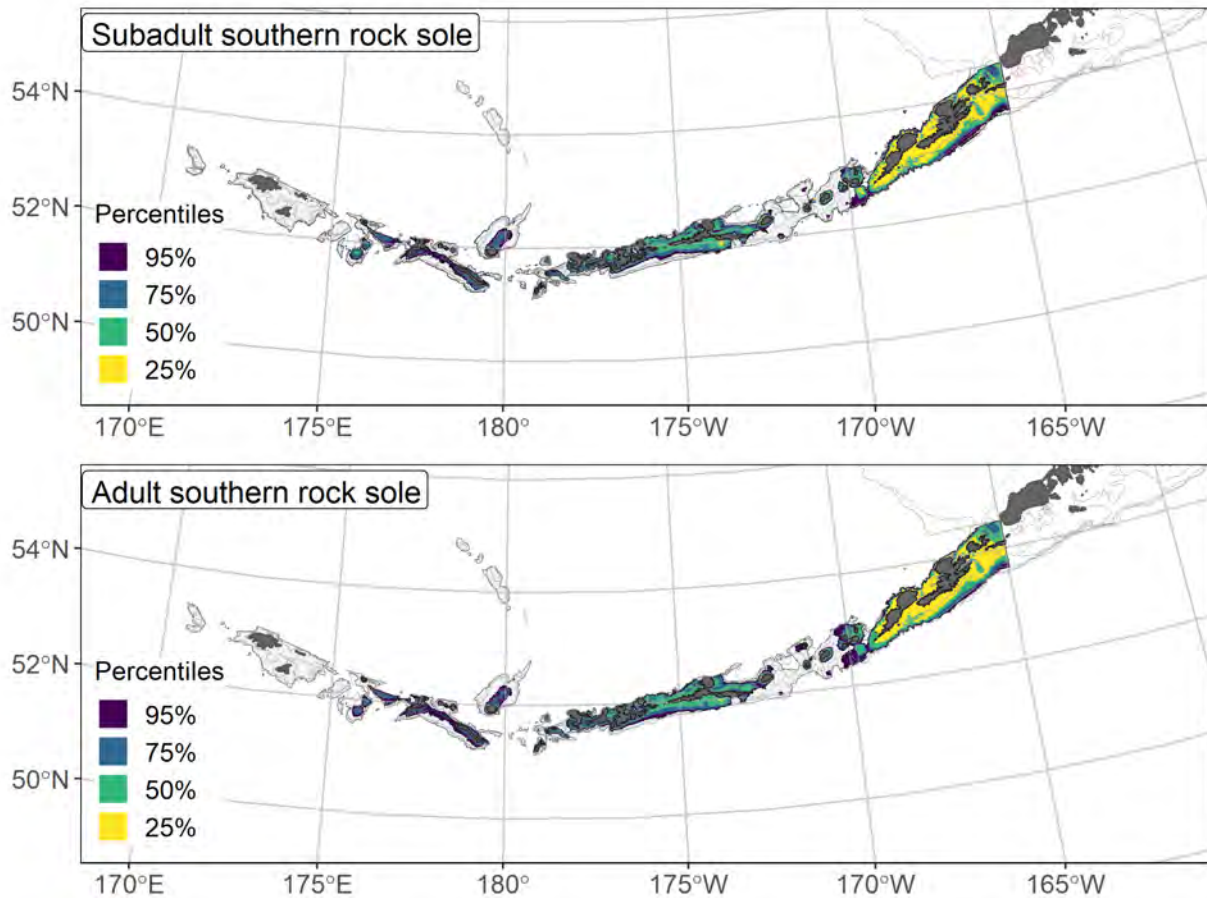 Subadult southern rock sole
54°N
52°N
50°N
Percentiles
95%
75%
50%
25%
170°E 175°E 180° 175°W 170°W 165°W
Adult southern rock sole
54°N
52°N
50°N
Percentiles
95%
75%
50%
25%
170°E 175°E 180° 175°W 170°W 165°W